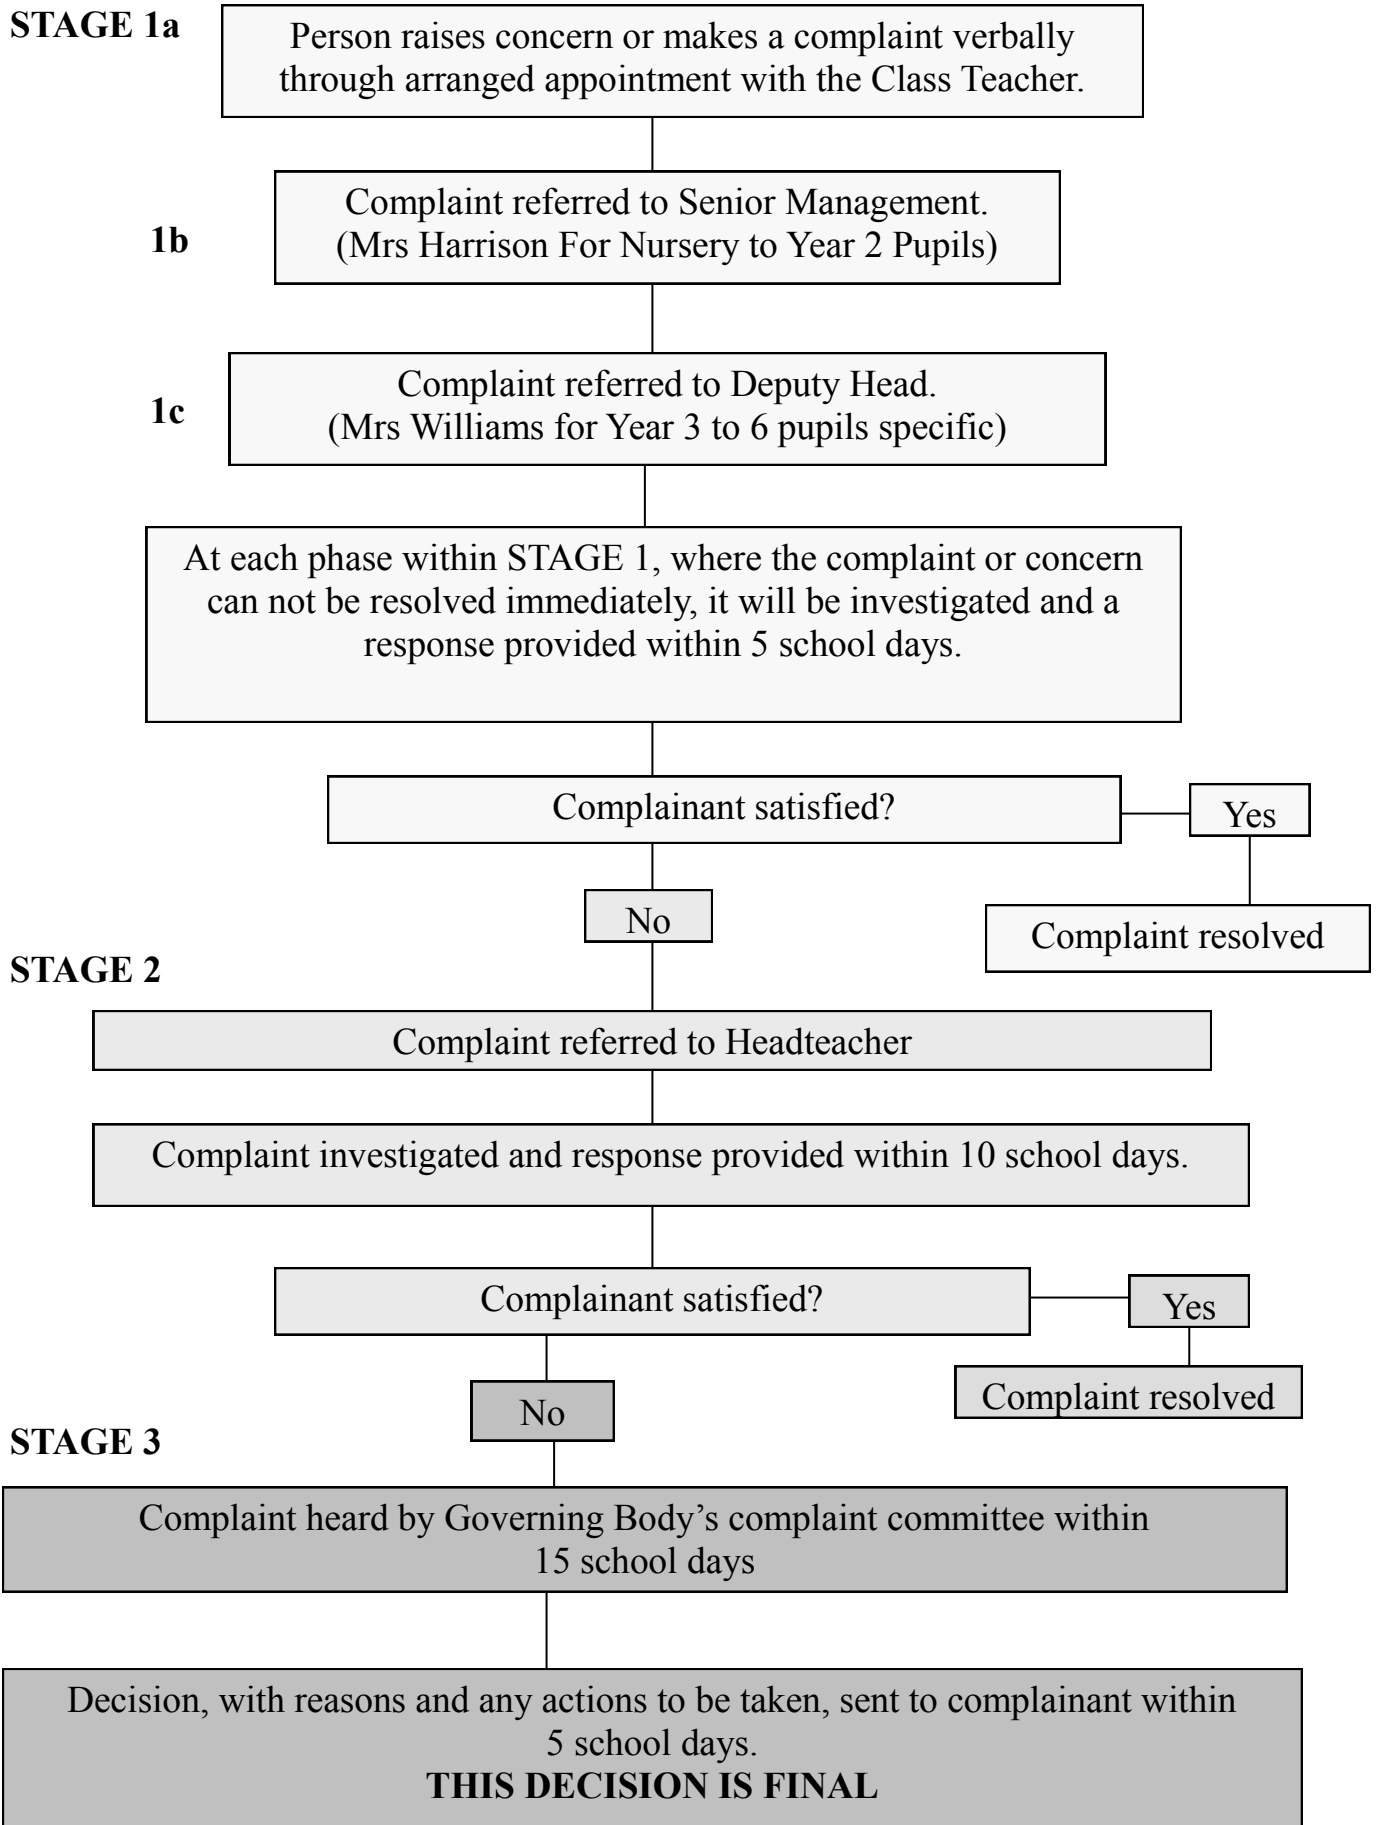 STAGE 1a
Person raises concern or makes a complaint verbally
through arranged appointment with the Class Teacher.
1b
Complaint referred to Senior Management.
(Mrs Harrison For Nursery to Year 2 Pupils)
1c
Complaint referred to Deputy Head.
(Mrs Williams for Year 3 to 6 pupils specific)
At each phase within STAGE 1, where the complaint or concern
can not be resolved immediately, it will be investigated and a
response provided within 5 school days.
Complainant satisfied?
Yes
No
Complaint resolved
STAGE 2
Complaint referred to Headteacher
Complaint investigated and response provided within 10 school days.
Complainant satisfied?
Yes
No
Complaint resolved
STAGE 3
Complaint heard by Governing Body’s complaint committee within
15 school days
Decision, with reasons and any actions to be taken, sent to complainant within
5 school days.
THIS DECISION IS FINAL